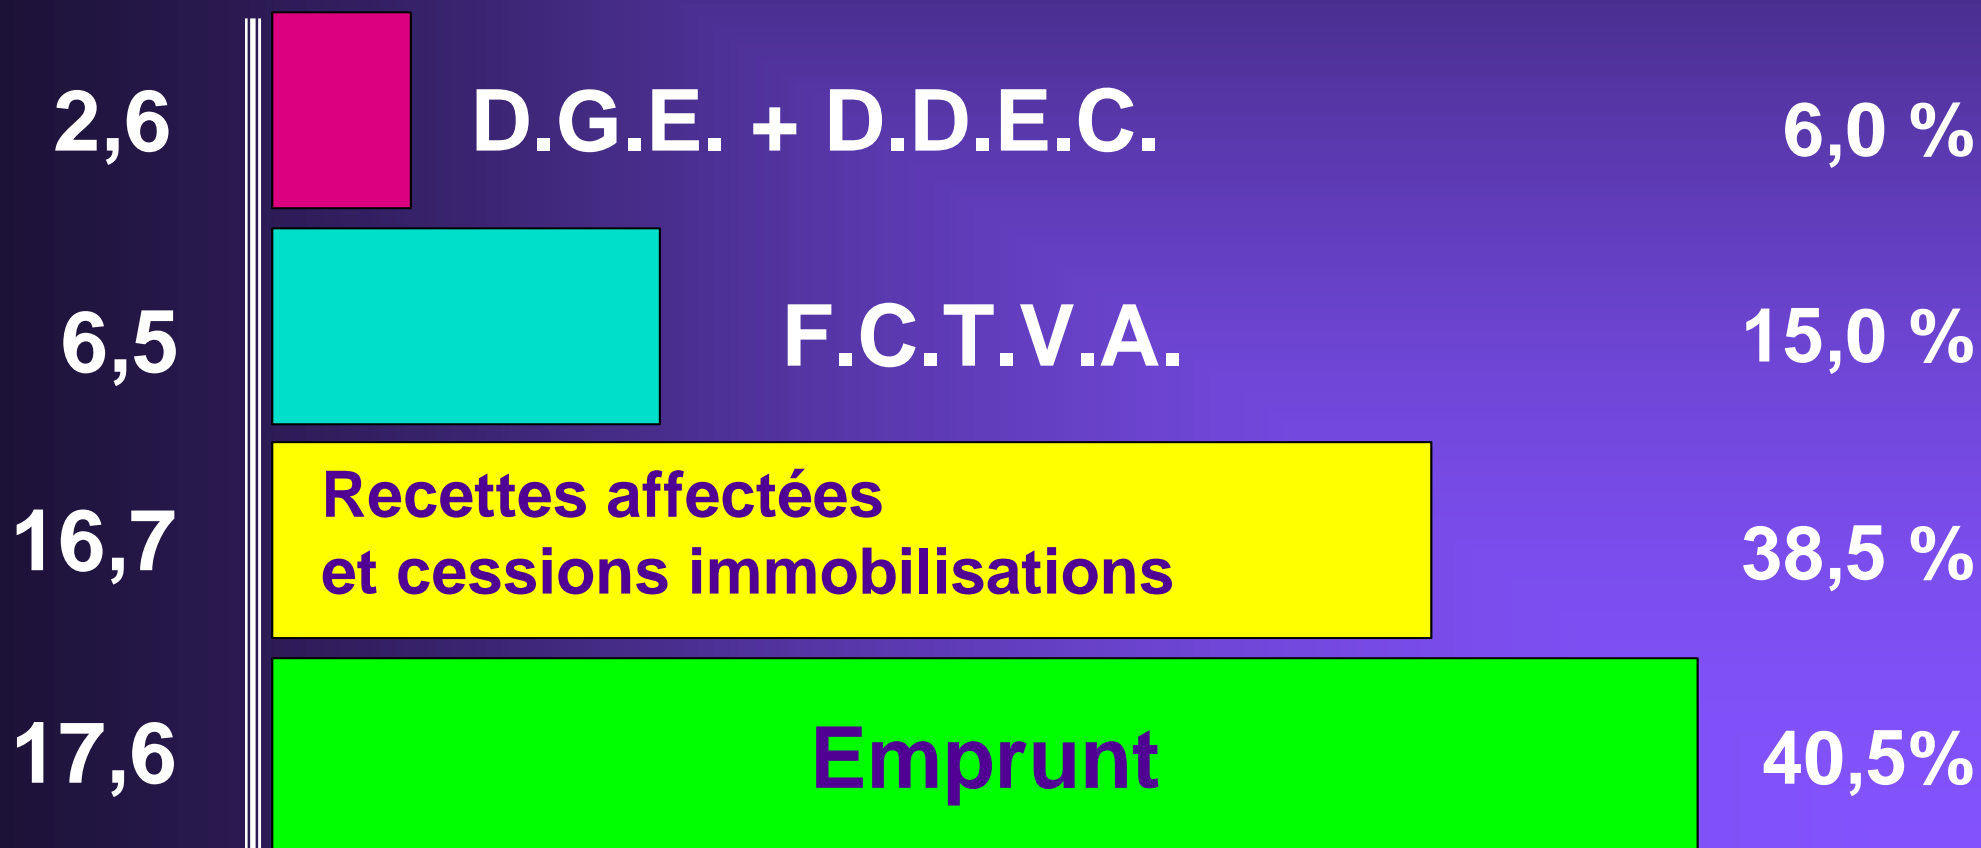 2,6 D.G.E. + D.D.E.C. 6,0 %
6,5 F.C.T.V.A. 15,0 %
Recettes affectées
16,7 et cessions immobilisations 38,5 %
17,6 Emprunt 40,5%